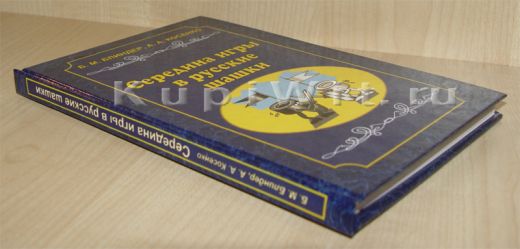 Б. М. БЛИНДЕР, А. А. КОСЕНКО
Середина игры
в русские
шашки
KupiWit.ru
Б. М. Блиндер, А. А. Косенко Середина игры в русские шашки